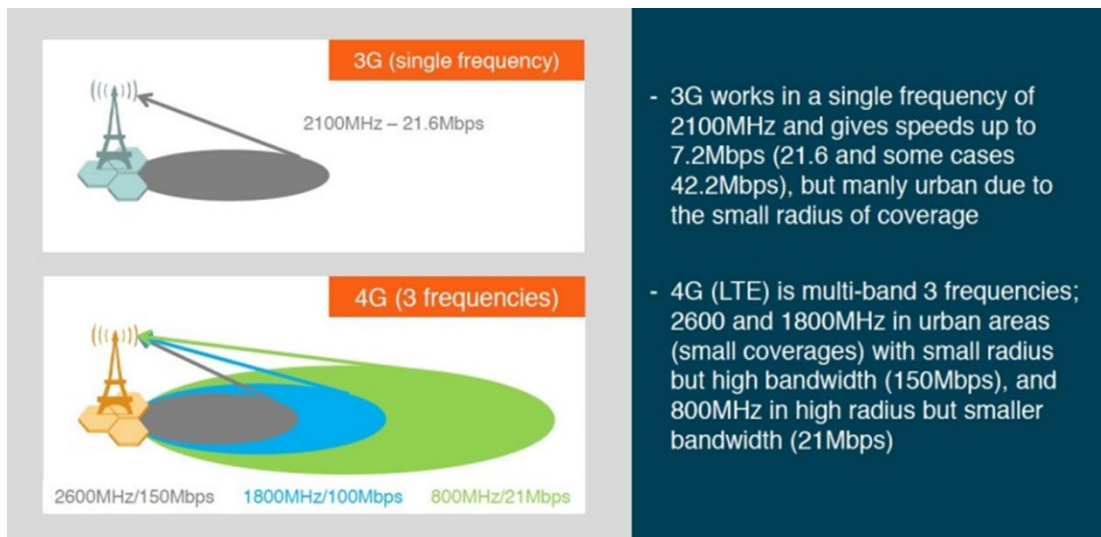 3G (single frequency)
2100MHz – 21.6Mbps
4G (3 frequencies)
2600MHz/150Mbps
1800MHz/100Mbps
800MHz/21Mbps
- 3G works in a single frequency of
2100MHz and gives speeds up to
7.2Mbps (21.6 and some cases
42.2Mbps), but manly urban due to
the small radius of coverage
- 4G (LTE) is multi-band 3 frequencies;
2600 and 1800MHz in urban areas
(small coverages) with small radius
but high bandwidth (150Mbps), and
800MHz in high radius but smaller
bandwidth (21Mbps)